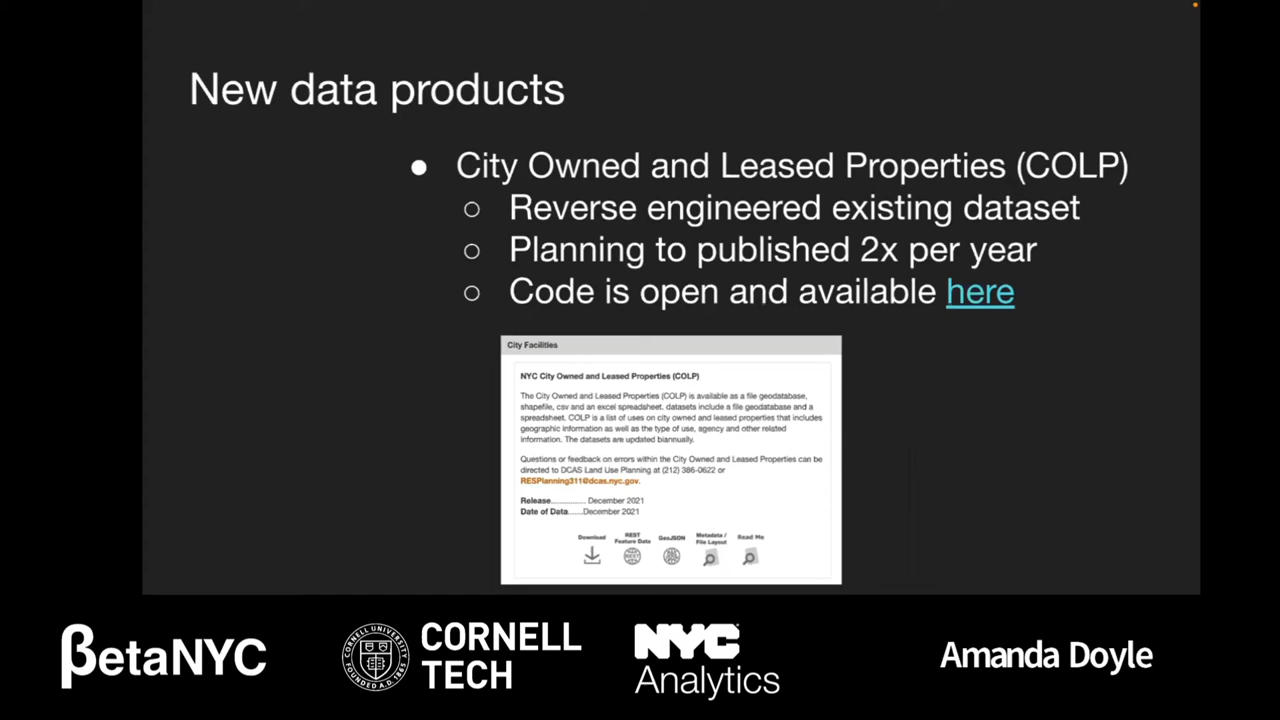 New data products
● City Owned and Leased Properties (COLP)
○ Reverse engineered existing dataset
○ Planning to published 2x per year
○ Code is open and available here
City Facilities
NYC City Owned and Leased Properties (COLP)
The City Owned and Leased Properties (COLP) is available as a file geodatabase,
shapefile, csv and an excel spreadsheet. datasets include a file geodatabase and a
spreadsheet. COLP is a list of uses on city owned and leased properties that includes
geographic information as well as the type of use, agency and other related
information. The datasets are updated biannually.
Questions or feedback on errors within the City Owned and Leased Properties can be
directed to DCAS Land Use Planning at (212) 386-0622 or
RESPlanning311@dcas.nyc.gov.
Release.............. December 2021
Date of Data......December 2021
Download
REST
Feature Data
GeoJSON
Metadata /
File Layout
Read Me
βetaNYC
CORNELL
TECH
NYC
Analytics
Amanda Doyle